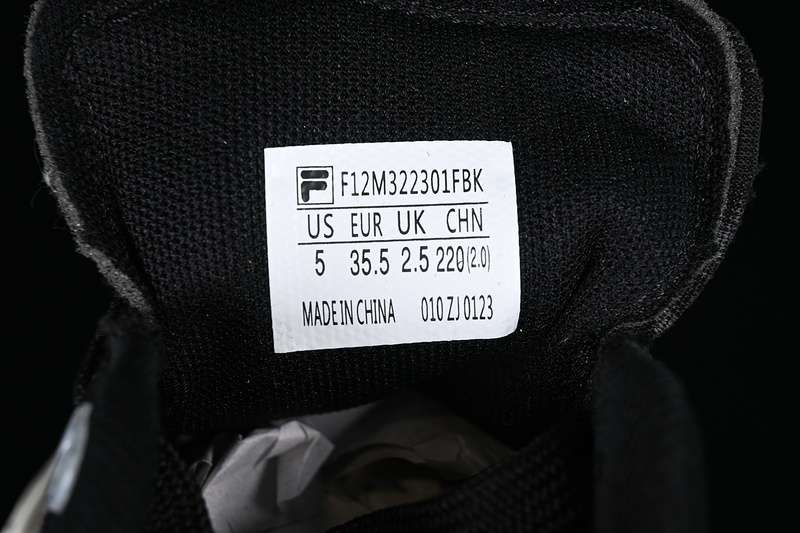 F12M322301FBK
US EUR UK CHN
5 35.5 2.5 220(2.0)
MADE IN CHINA 010 ZJ 0123